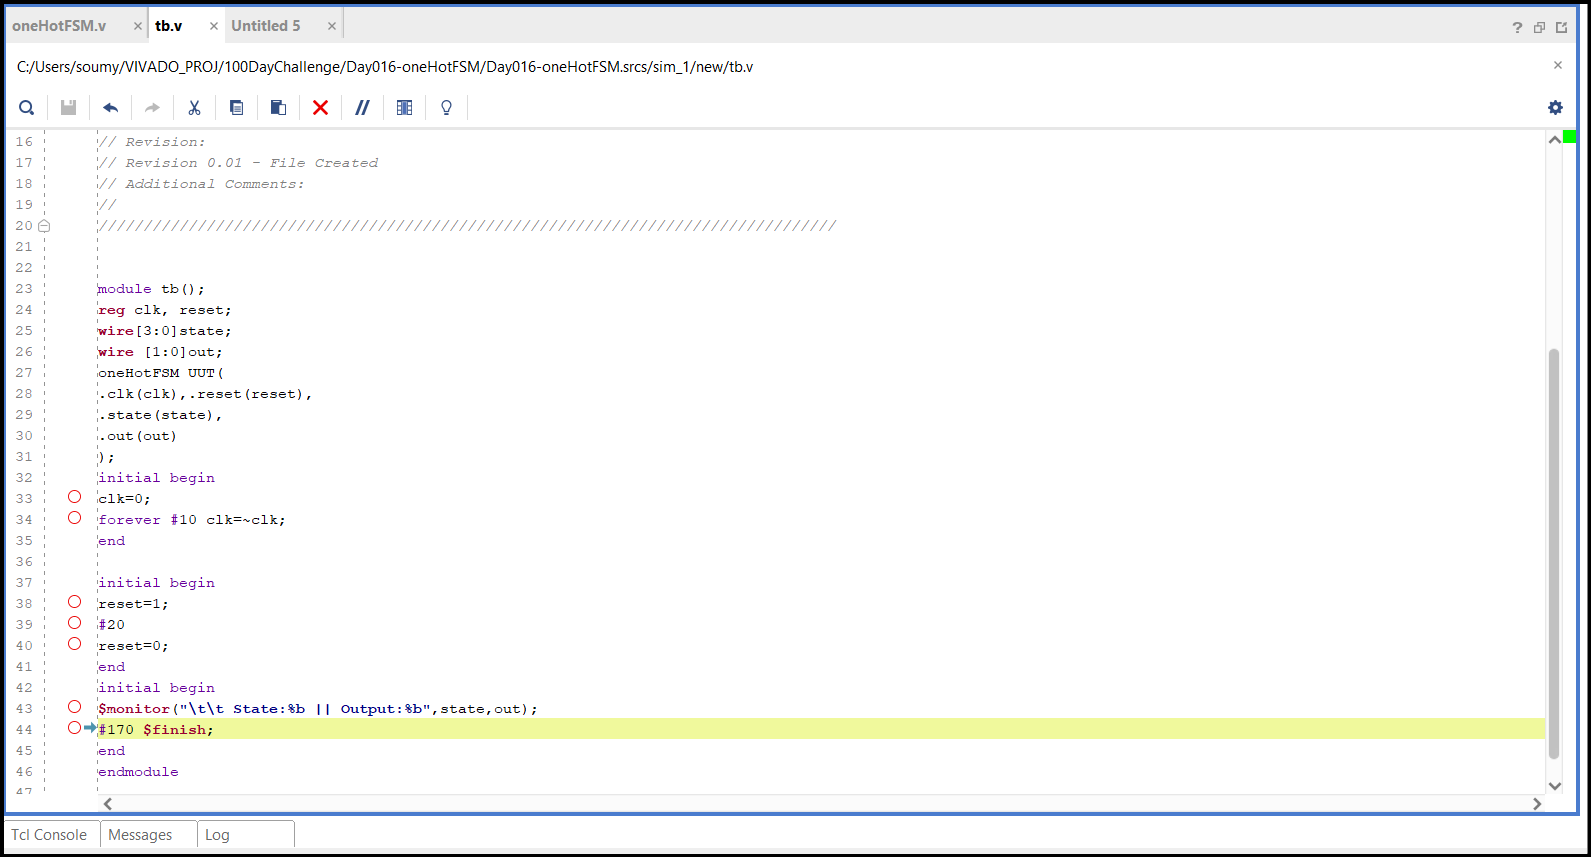 oneHotFSM.v × tb.v × Untitled 5 ×
?
C:/Users/soumy/VIVADO_PROJ/100DayChallenge/Day016-oneHotFSM/Day016-oneHotFSM.srcs/sim_1/new/tb.v ×
16 // Revision:
17 // Revision 0.01 - File Created
18 // Additional Comments:
19 //
20 //////////////////////////////////////////////////////////////////////////////////
21
22
23 module tb();
24 reg clk, reset;
25 wire[3:0]state;
26 wire [1:0]out;
27 oneHotFSM UUT(
28 .clk(clk),.reset(reset),
29 .state(state),
30 .out(out)
31 );
32 initial begin
33 clk=0;
34 forever #10 clk=~clk;
35 end
36
37 initial begin
38 reset=1;
39 #20
40 reset=0;
41 end
42 initial begin
43 $monitor("\t\t State:%b || Output:%b",state,out);
44 #170 $finish;
45 end
46 endmodule
47
Tcl Console Messages Log